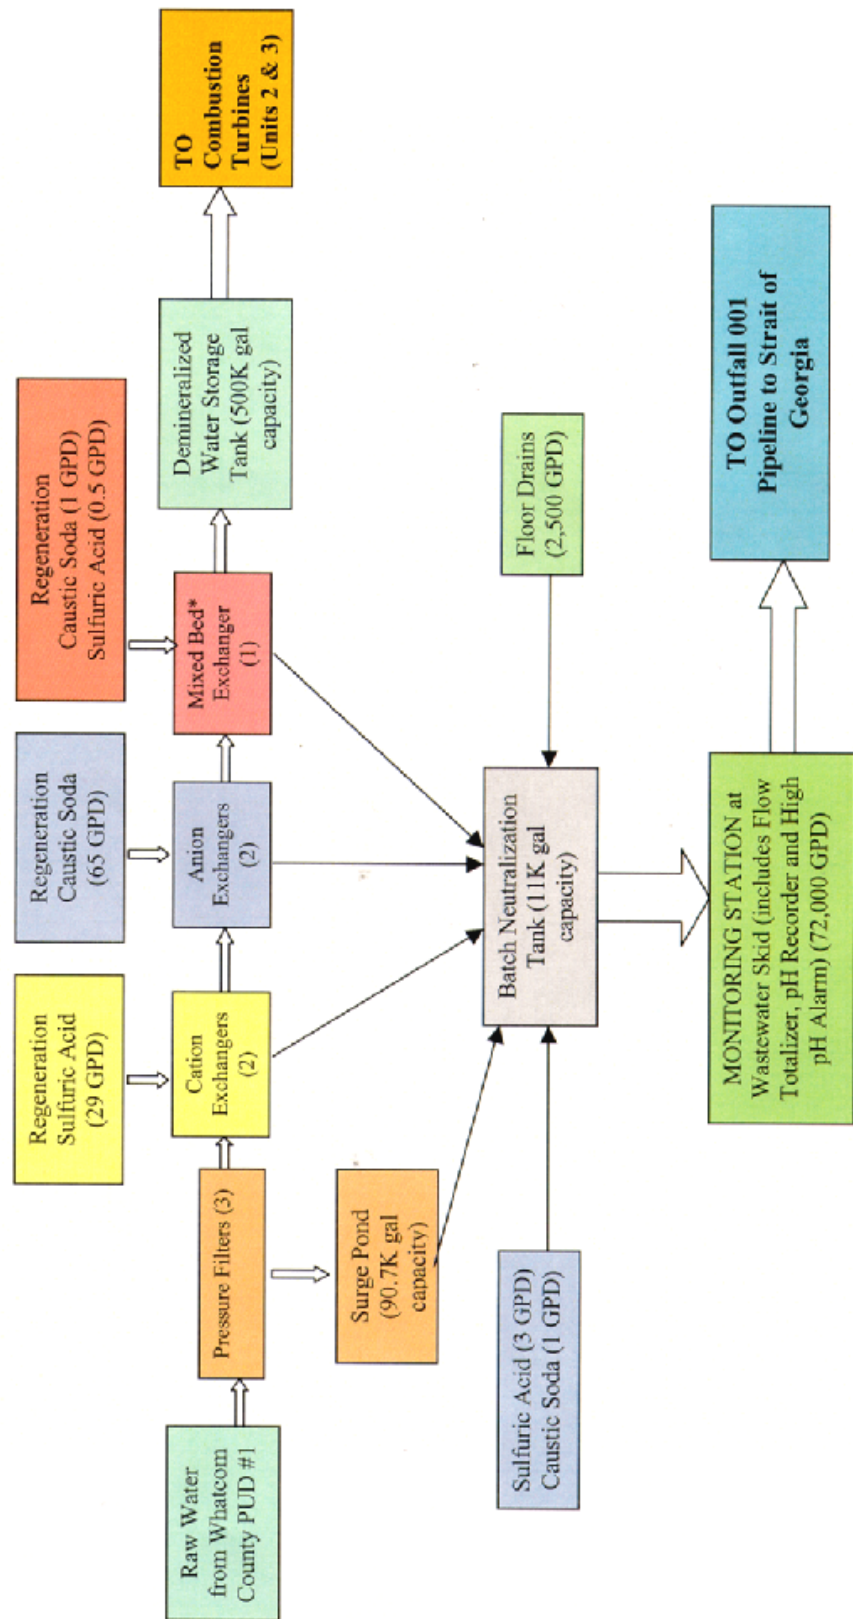 Regeneration
Sulfuric Acid
(29 GPD)
Regeneration
Caustic Soda
(65 GPD)
Regeneration
Caustic Soda (1 GPD)
Sulfuric Acid (0.5 GPD)
Raw Water
from Whatcom
County PUD #1
Pressure Filters (3)
Cation
Exchangers
(2)
Anion
Exchangers
(2)
Mixed Bed*
Exchanger
(1)
Demineralized
Water Storage
Tank (500K gal
capacity)
TO
Combustion
Turbines
(Units 2 & 3)
Surge Pond
(90.7K gal
capacity)
Sulfuric Acid (3 GPD)
Caustic Soda (1 GPD)
Batch Neutralization
Tank (11K gal
capacity)
Floor Drains
(2,500 GPD)
MONITORING STATION at
Wastewater Skid (includes Flow
Totalizer, pH Recorder and High
pH Alarm) (72,000 GPD)
TO Outfall 001
Pipeline to Strait of
Georgia